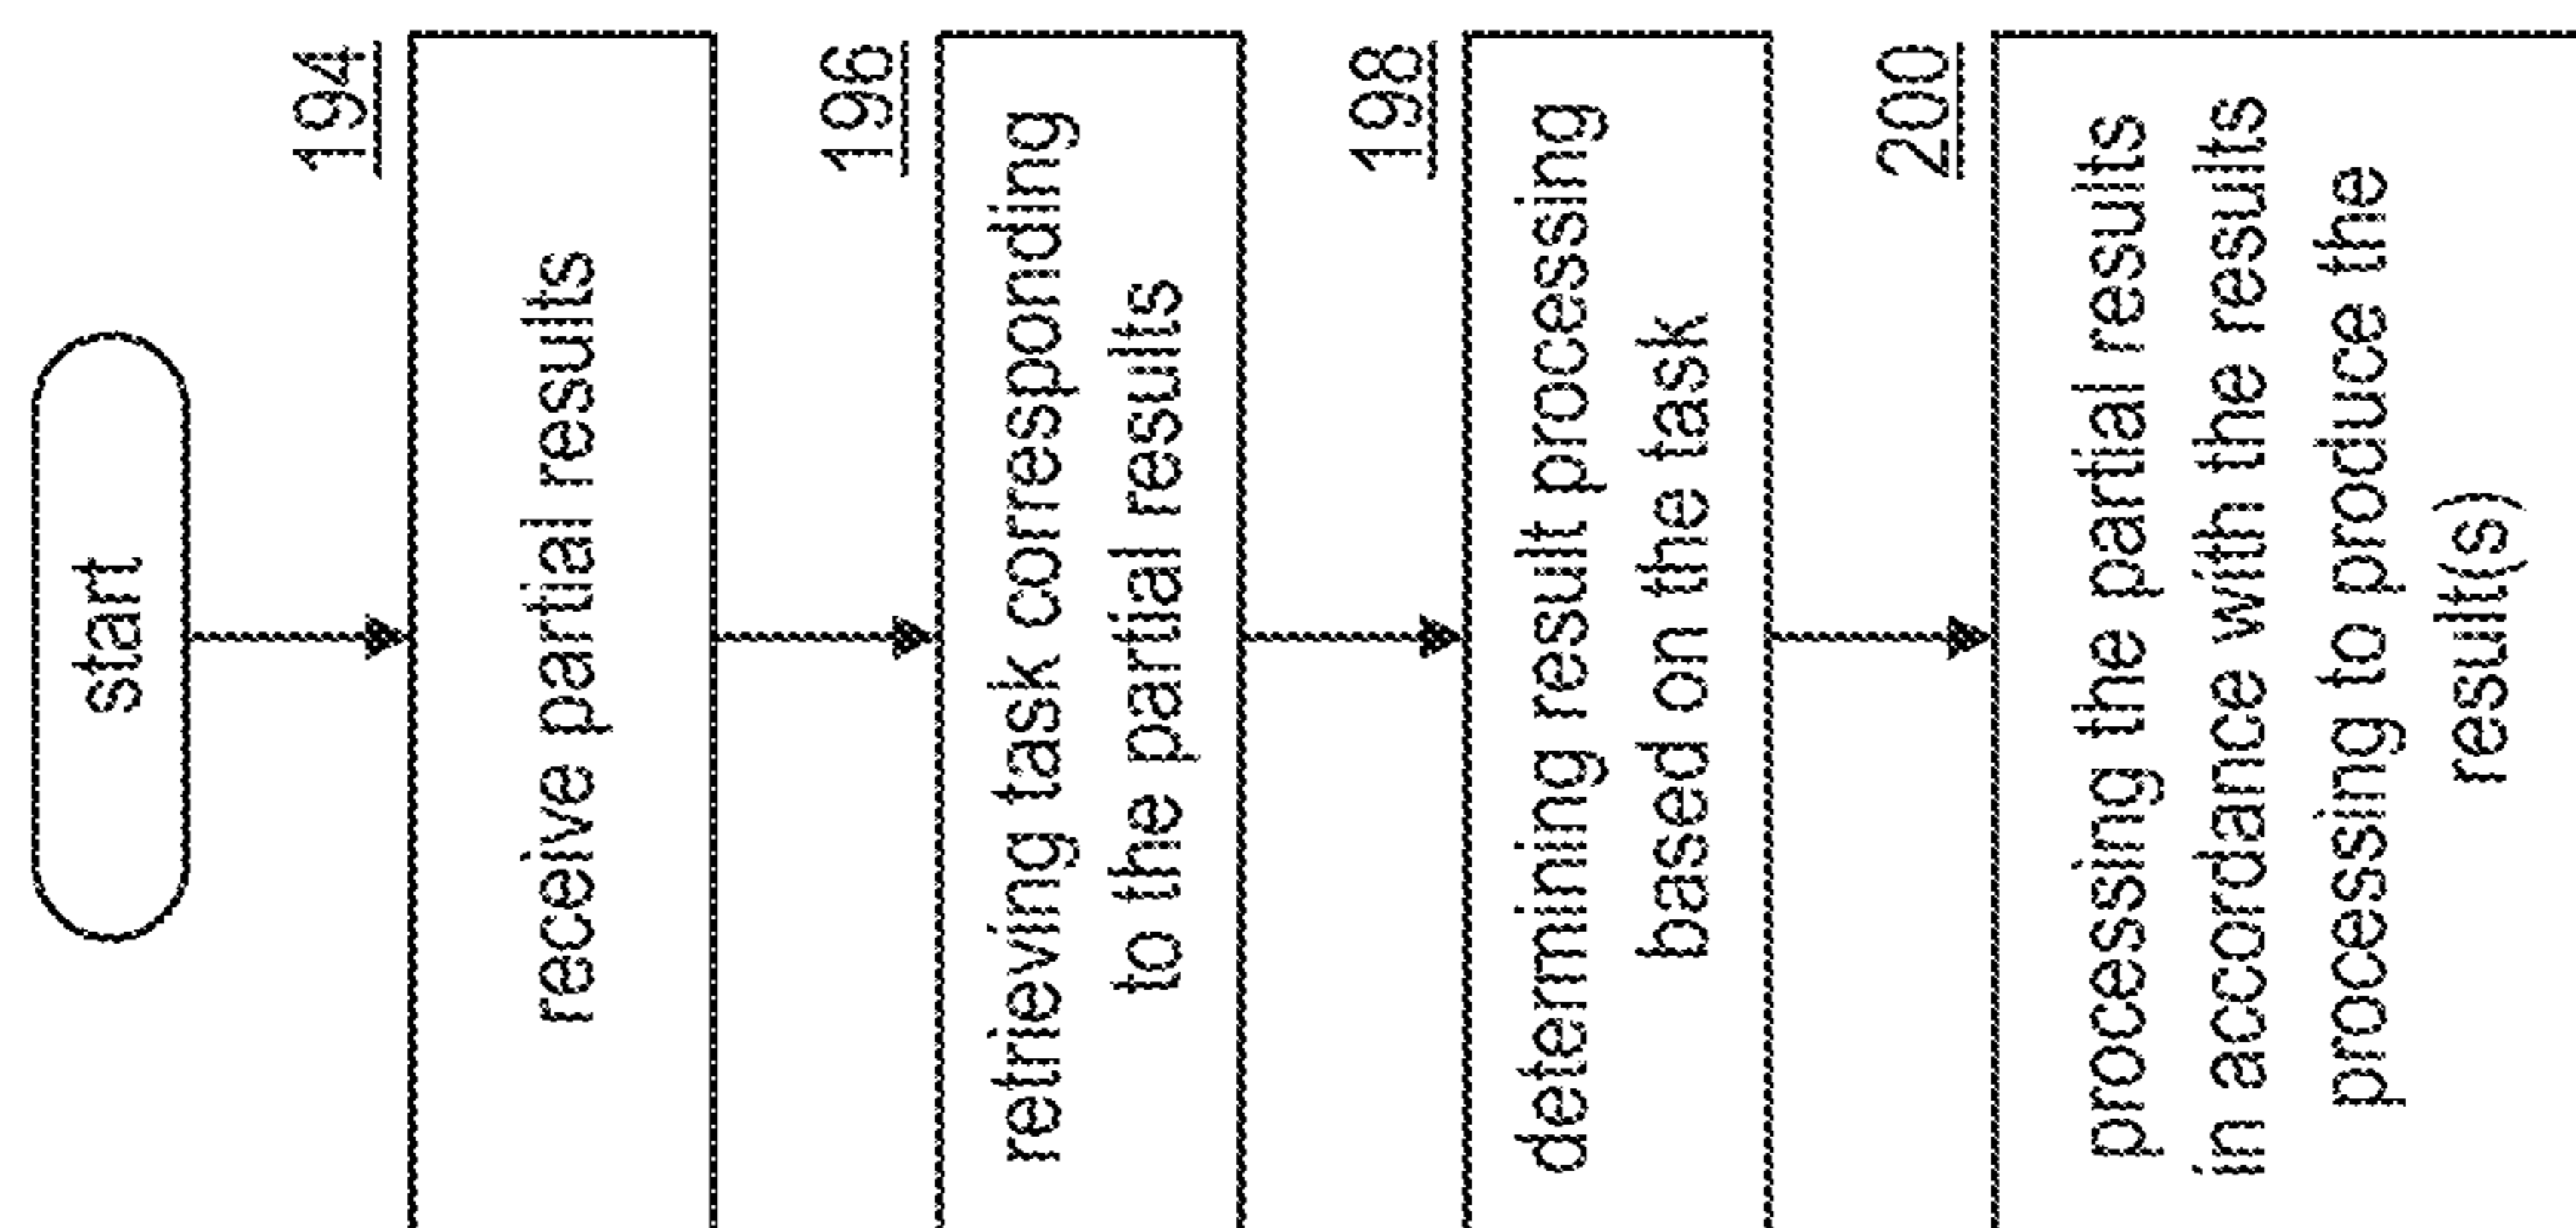 start
194
receive partial results
196
retrieving task corresponding
to the partial results
198
determining result processing
based on the task
200
processing the partial results
in accordance with the results
processing to produce the
result(s)